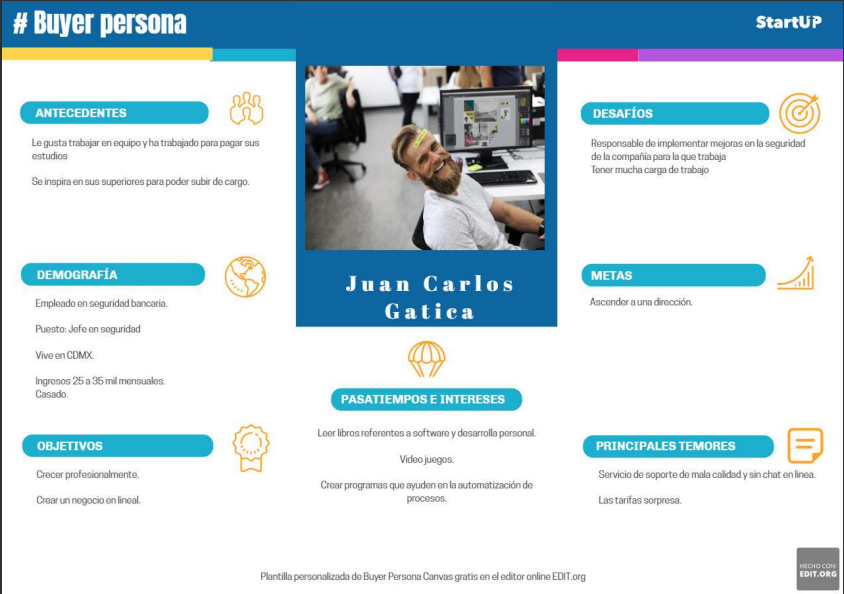 # Buyer persona
StartUP
ANTECEDENTES
Le gusta trabajar en equipo y ha trabajado para pagar sus
estudios
Se inspira en sus superiores para poder subir de cargo.
DEMOGRAFÍA
Empleado en seguridad bancaria.
Puesto: Jefe en seguridad
Vive en CDMX.
Ingresos 25 a 35 mil mensuales.
Casado.
OBJETIVOS
Crecer profesionalmente.
Crear un negocio en lineal.
Juan Carlos
Gatica
PASATIEMPOS E INTERESES
Leer libros referentes a software y desarrolla personal.
Video juegos.
Crear programas que ayuden en la automatización de
procesos.
DESAFÍOS
Responsable de implementar mejoras en la seguridad
de la compañía para la que trabaja
Tener mucha carga de trabajo
METAS
Ascender a una dirección.
PRINCIPALES TEMORES
Servicio de soporte de mala calidad y sin chat en línea.
Las tarifas sorpresa.
Plantilla personalizada de Buyer Persona Canvas gratis en el editor online EDIT.org
HECHO CON:
EDIT.ORG